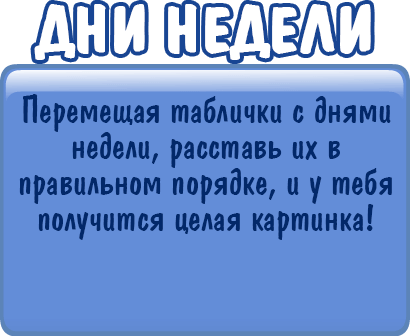 ДНИ НЕДЕЛИ
Перемещая таблички с днями
недели, расставь их в
правильном порядке, и у тебя
получится целая картинка!